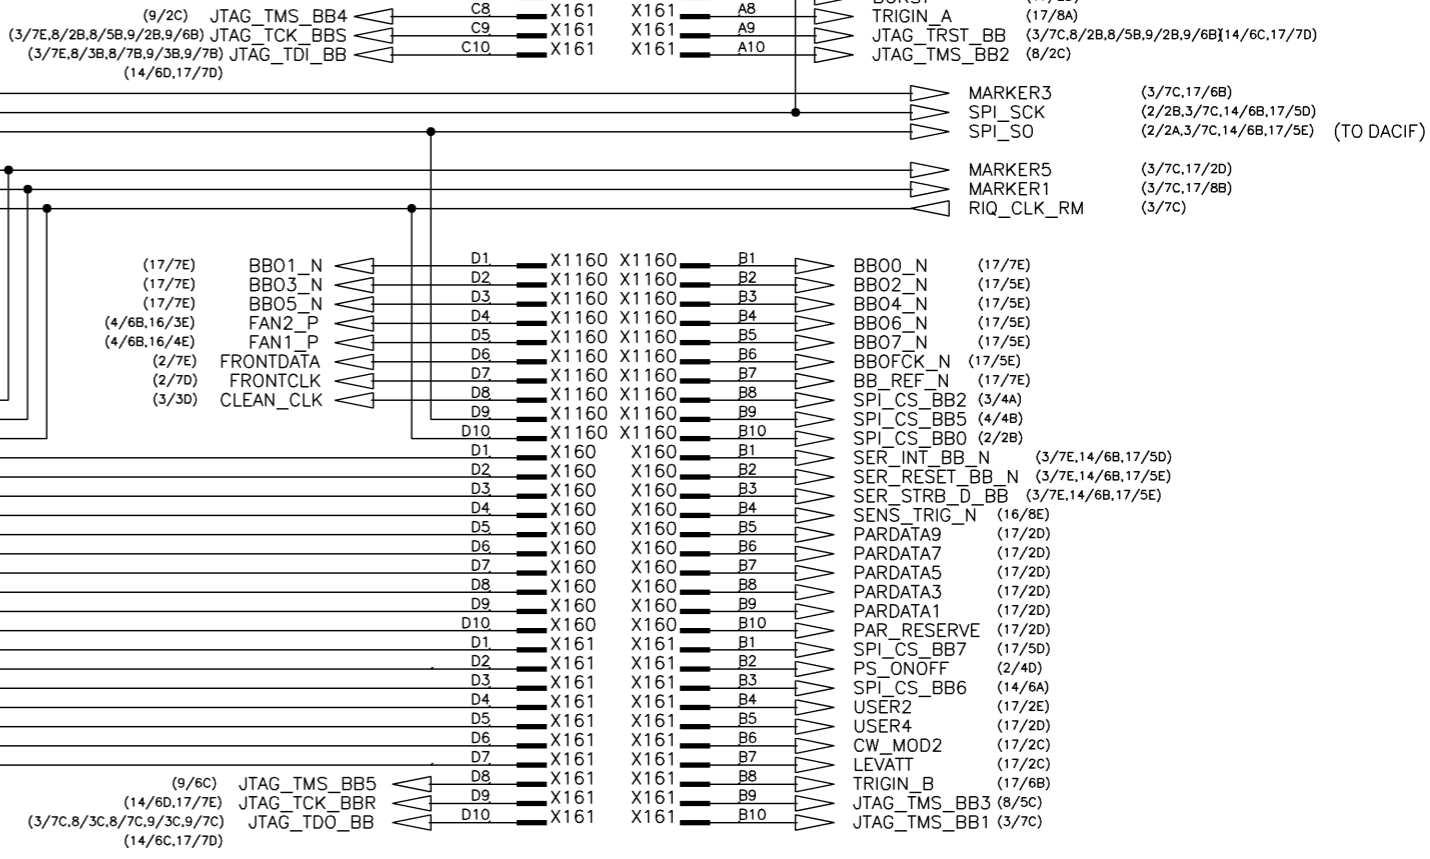 BURST
(9/2C) JTAG_TMS_BB4 C8 X161 X161 A8 TRIGIN_A (17/8A)
(3/7E,8/2B,8/5B,9/2B,9/6B) JTAG_TCK_BBS C9 X161 X161 A9 JTAG_TRST_BB (3/7C,8/2B,8/5B,9/2B,9/6B)(14/6C,17/7D)
(3/7E,8/3B,8/7B,9/3B,9/7B) JTAG_TDI_BB C10 X161 X161 A10 JTAG_TMS_BB2 (8/2C)
(14/6D,17/7D)
MARKER3 (3/7C,17/6B)
SPI_SCK (2/2B,3/7C,14/6B,17/5D)
SPI_SO (2/2A,3/7C,14/6B,17/5E) (TO DACIF)
MARKER5 (3/7C,17/2D)
MARKER1 (3/7C,17/8B)
RIQ_CLK_RM (3/7C)
(17/7E) BBO1_N D1 X1160 X1160 B1 BBO0_N (17/7E)
(17/7E) BBO3_N D2 X1160 X1160 B2 BBO2_N (17/5E)
(17/7E) BBO5_N D3 X1160 X1160 B3 BBO4_N (17/5E)
(4/6B,16/3E) FAN2_P D4 X1160 X1160 B4 BBO6_N (17/5E)
(4/6B,16/4E) FAN1_P D5 X1160 X1160 B5 BBO7_N (17/5E)
(2/7E) FRONTDATA D6 X1160 X1160 B6 BBOFCK_N (17/5E)
(2/7D) FRONTCLK D7 X1160 X1160 B7 BB_REF_N (17/7E)
(3/3D) CLEAN_CLK D8 X1160 X1160 B8 SPI_CS_BB2 (3/4A)
D9 X1160 X1160 B9 SPI_CS_BB5 (4/4B)
D10 X1160 X1160 B10 SPI_CS_BB0 (2/2B)
D1 X160 X160 B1 SER_INT_BB_N (3/7E,14/6B,17/5D)
D2 X160 X160 B2 SER_RESET_BB_N (3/7E,14/6B,17/5E)
D3 X160 X160 B3 SER_STRB_D_BB (3/7E,14/6B,17/5E)
D4 X160 X160 B4 SENS_TRIG_N (16/8E)
D5 X160 X160 B5 PARDATA9 (17/2D)
D6 X160 X160 B6 PARDATA7 (17/2D)
D7 X160 X160 B7 PARDATA5 (17/2D)
D8 X160 X160 B8 PARDATA3 (17/2D)
D9 X160 X160 B9 PARDATA1 (17/2D)
D10 X160 X160 B10 PAR_RESERVE (17/2D)
D1 X161 X161 B1 SPI_CS_BB7 (17/5D)
D2 X161 X161 B2 PS_ONOFF (2/4D)
D3 X161 X161 B3 SPI_CS_BB6 (14/6A)
D4 X161 X161 B4 USER2 (17/2E)
D5 X161 X161 B5 USER4 (17/2D)
D6 X161 X161 B6 CW_MOD2 (17/2C)
D7 X161 X161 B7 LEVATT (17/2C)
(9/6C) JTAG_TMS_BB5 D8 X161 X161 B8 TRIGIN_B (17/6B)
(14/6D,17/7E) JTAG_TCK_BBR D9 X161 X161 B9 JTAG_TMS_BB3 (8/5C)
(3/7C,8/3C,8/7C,9/3C,9/7C) JTAG_TDO_BB D10 X161 X161 B10 JTAG_TMS_BB1 (3/7C)
(14/6C,17/7D)